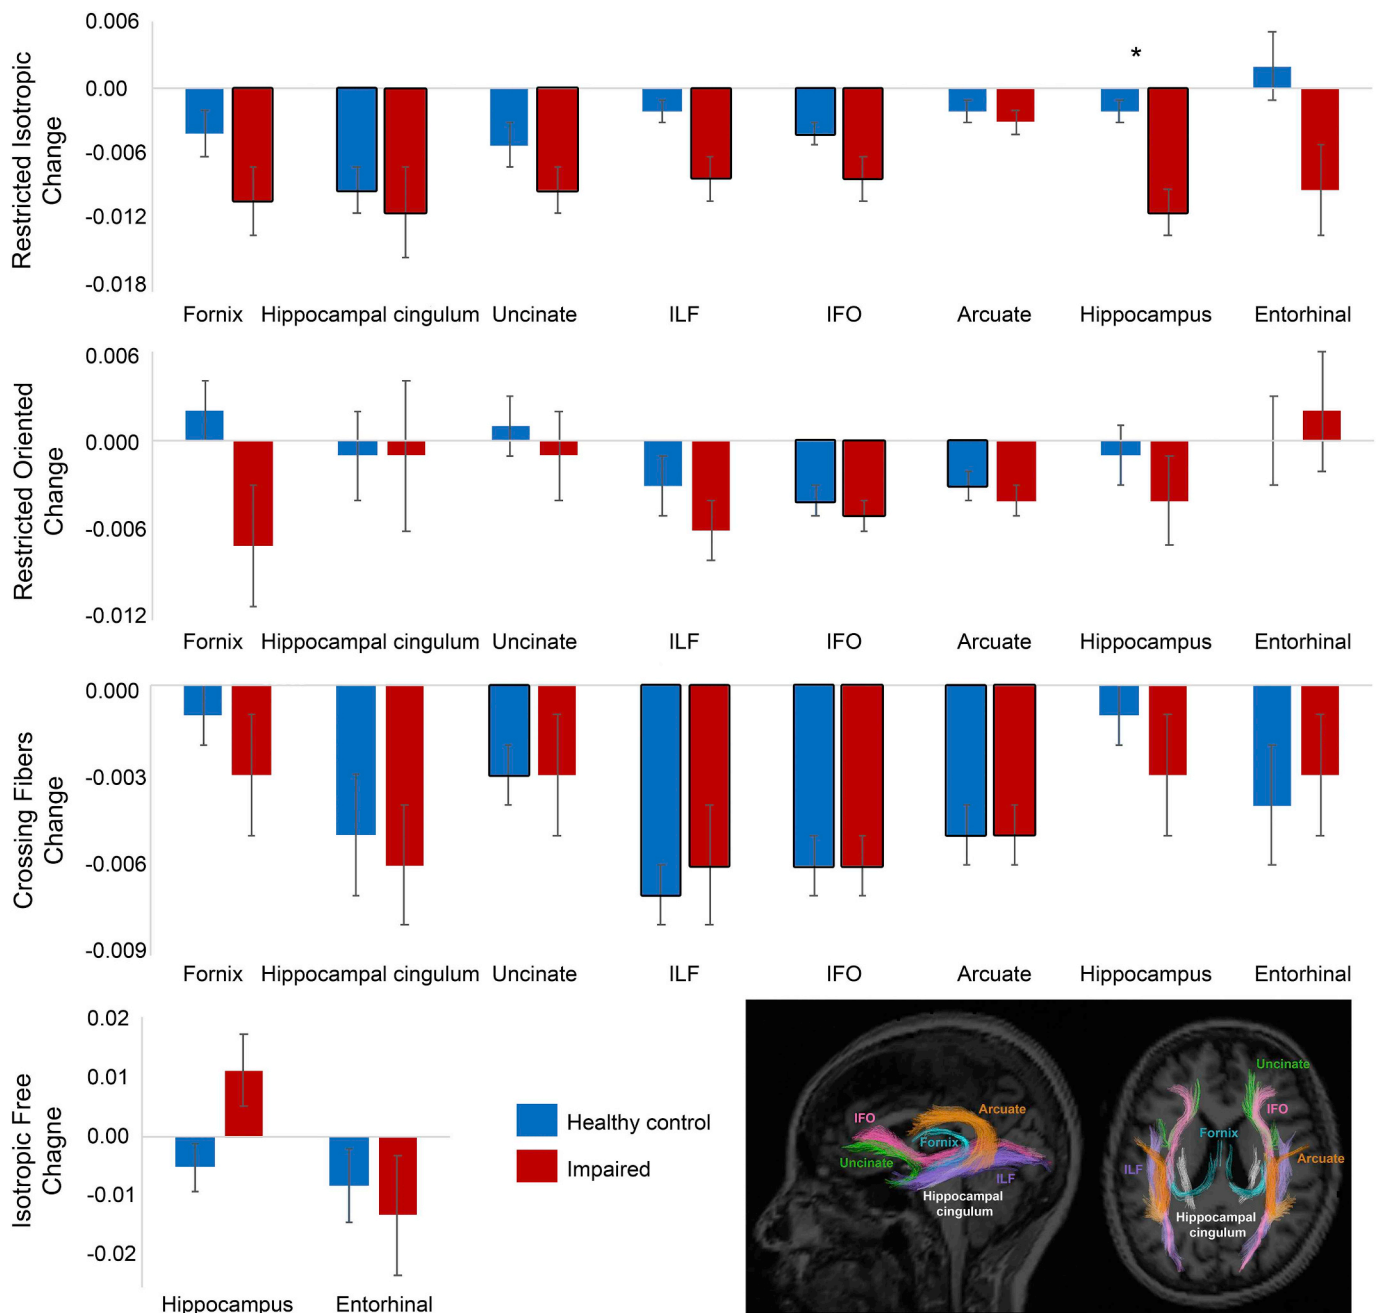 Restricted Isotropic
Change
0.006
0.00
-0.006
-0.012
-0.018
*
Fornix Hippocampal cingulum Uncinate ILF IFO Arcuate Hippocampus Entorhinal
Restricted Oriented
Change
0.006
0.000
-0.006
-0.012
Fornix Hippocampal cingulum Uncinate ILF IFO Arcuate Hippocampus Entorhinal
Crossing Fibers
Change
0.000
-0.003
-0.006
-0.009
Fornix Hippocampal cingulum Uncinate ILF IFO Arcuate Hippocampus Entorhinal
Isotropic Free
Chagne
0.02
0.01
0.00
-0.01
-0.02
Hippocampus Entorhinal
Healthy control
Impaired
IFO
Arcuate
Fornix
Uncinate
ILF
Hippocampal
cingulum
Uncinate
IFO
Fornix
ILF
Arcuate
Hippocampal
cingulum